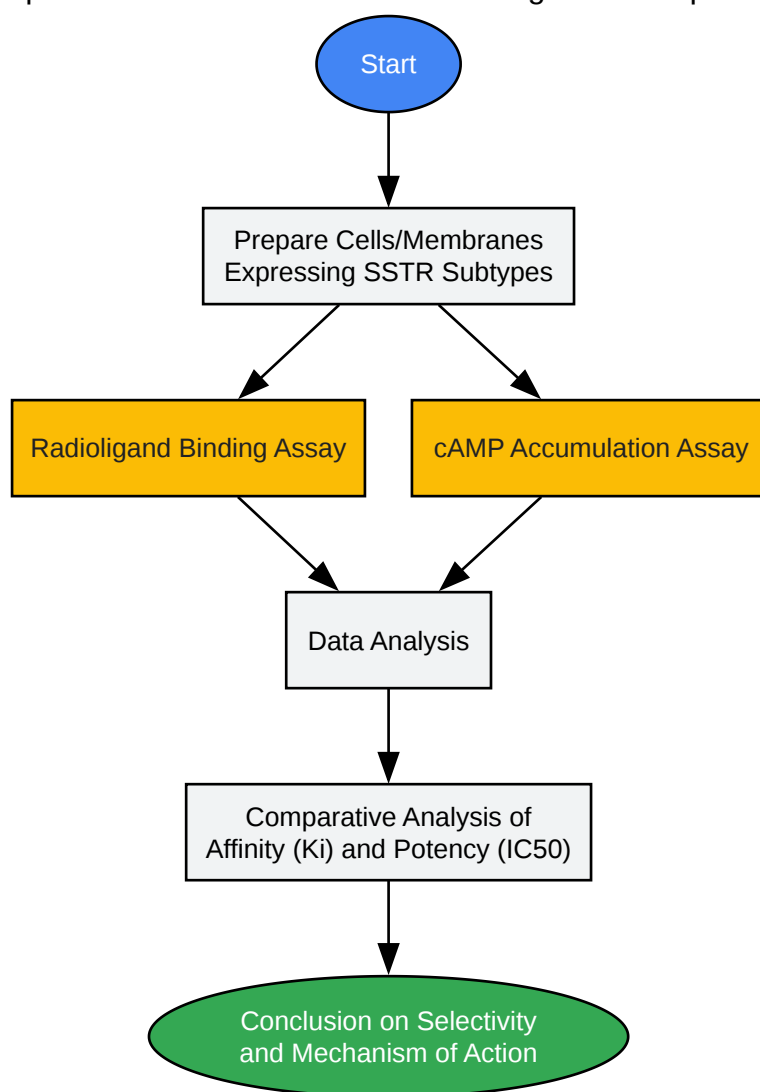 Start
Prepare Cells/Membranes
Expressing SSTR Subtypes
Radioligand Binding Assay
cAMP Accumulation Assay
Data Analysis
Comparative Analysis of
Affinity (Ki) and Potency (IC50)
Conclusion on Selectivity
and Mechanism of Action